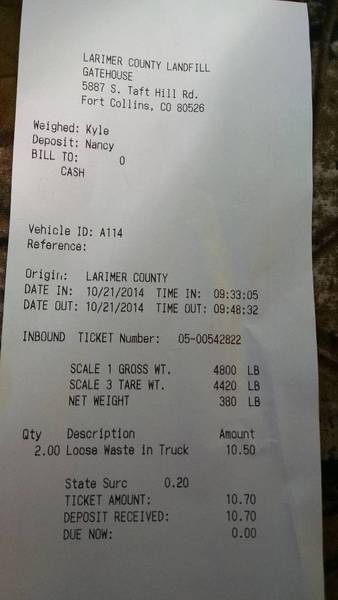 LARIMER COUNTY LANDFILL
GATEHOUSE
5887 S. Taft Hill Rd.
Fort Collins, CO 80526
Weighed: Kyle
Deposit: Nancy
BILL TO: 0
CASH
Vehicle ID: A114
Reference:
Origin: LARIMER COUNTY
DATE IN: 10/21/2014 TIME IN: 09:33:05
DATE OUT: 10/21/2014 TIME OUT: 09:48:32
INBOUND TICKET Number: 05-00542822
SCALE 1 GROSS WT. 4800 LB
SCALE 3 TARE WT. 4420 LB
NET WEIGHT 380 LB
Qty Description Amount
2.00 Loose Waste in Truck 10.50
State Surc 0.20
TICKET AMOUNT: 10.70
DEPOSIT RECEIVED: 10.70
DUE NOW: 0.00